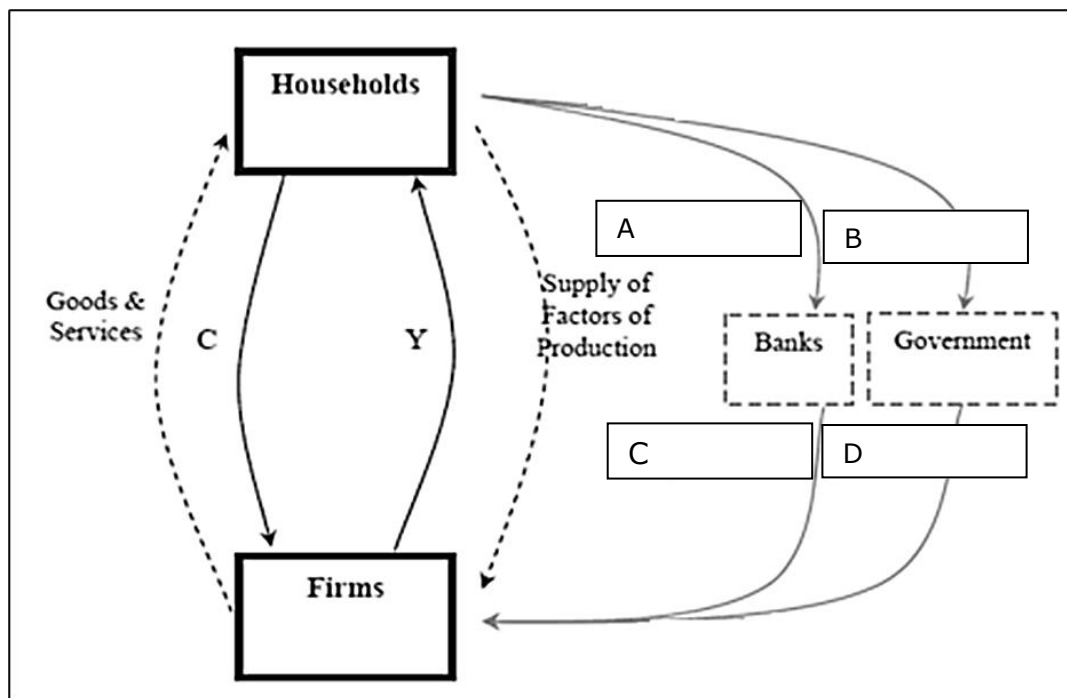 Households
A
B
Goods &
Services
C
Y
Supply of
Factors of
Production
Banks
Government
C
D
Firms